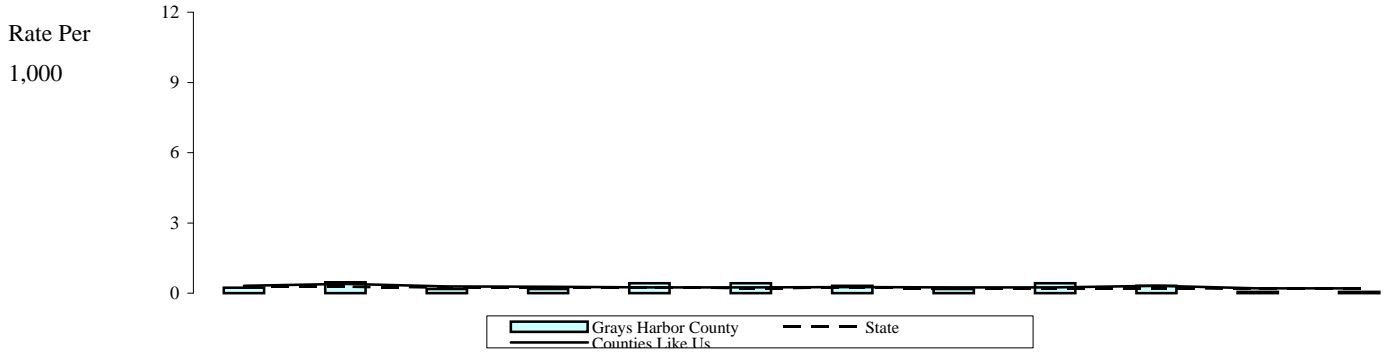 Rate Per
1,000
12
9
6
3
0
Grays Harbor County
State
Counties Like Us